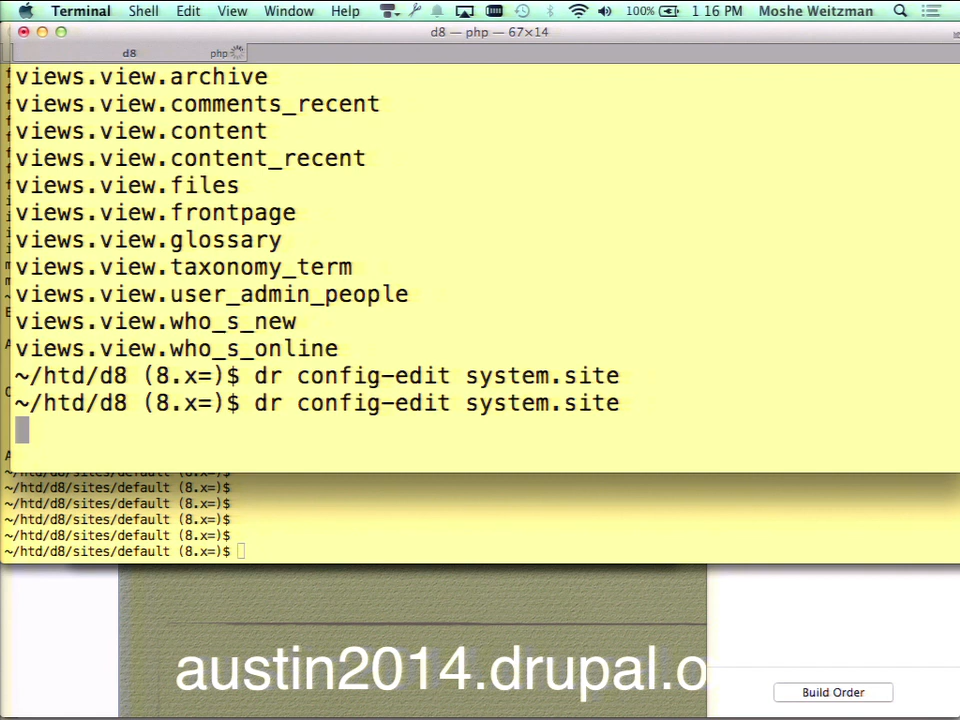 Terminal Shell Edit View Window Help 100% 1 16 PM Moshe Weitzman
d8 — php — 67×14
d8 php
views.view.archive
views.view.comments_recent
views.view.content
views.view.content_recent
views.view.files
views.view.frontpage
views.view.glossary
views.view.taxonomy_term
views.view.user_admin_people
views.view.who_s_new
views.view.who_s_online
~/htd/d8 (8.x=)$ dr config-edit system.site
~/htd/d8 (8.x=)$ dr config-edit system.site
~/htd/d8/sites/default (8.x=)$
~/htd/d8/sites/default (8.x=)$
~/htd/d8/sites/default (8.x=)$
~/htd/d8/sites/default (8.x=)$
~/htd/d8/sites/default (8.x=)$
~/htd/d8/sites/default (8.x=)$
austin2014.drupal.o
Build Order